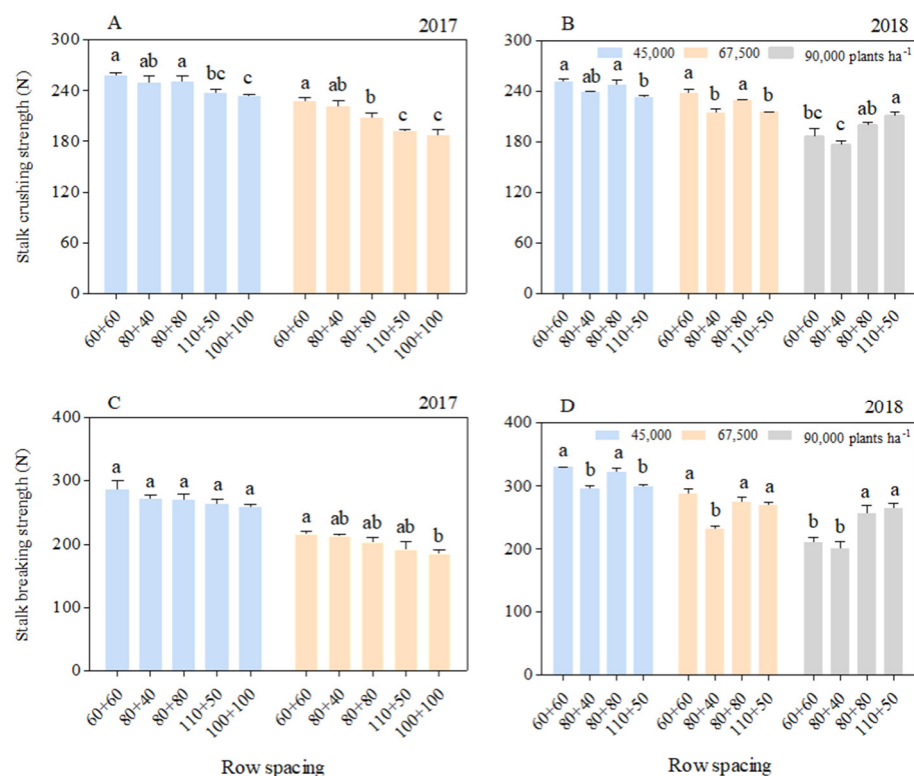 A 2017
Stalk crushing strength (N)
300
240
180
120
60
0
a ab ab bc c a ab b c c
60+60 80+40 80+80 110+50 100+100 60+60 80+40 80+80 110+50 100+100
B 2018
45,000 67,500 90,000 plants ha⁻¹
300
240
180
120
60
0
a ab a b a b a b bc c ab a
60+60 80+40 80+80 110+50 60+60 80+40 80+80 110+50 60+60 80+40 80+80 110+50
C 2017
Stalk breaking strength (N)
400
300
200
100
0
a a a a a a ab ab ab b
60+60 80+40 80+80 110+50 100+100 60+60 80+40 80+80 110+50 100+100
Row spacing
D 2018
45,000 67,500 90,000 plants ha⁻¹
400
300
200
100
0
a b a b a b a a b b a a
60+60 80+40 80+80 110+50 60+60 80+40 80+80 110+50 60+60 80+40 80+80 110+50
Row spacing